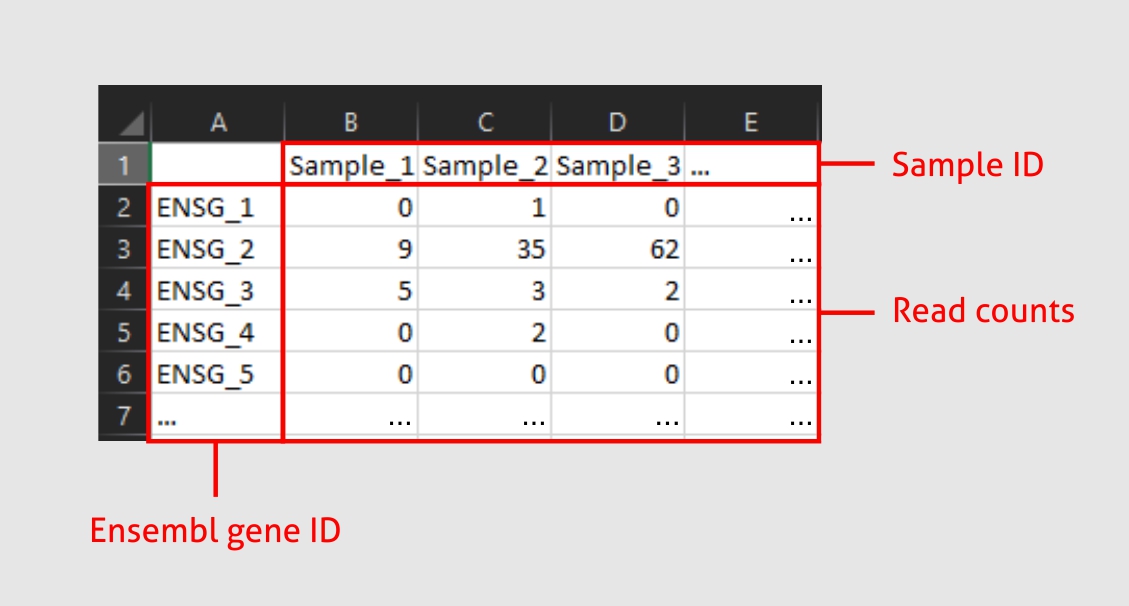 A B C D E
1 Sample_1 Sample_2 Sample_3 ...
Sample ID
2 ENSG_1 0 1 0 ...
3 ENSG_2 9 35 62 ...
4 ENSG_3 5 3 2 ...
Read counts
5 ENSG_4 0 2 0 ...
6 ENSG_5 0 0 0 ...
7 ... ... ... ... ...
Ensembl gene ID